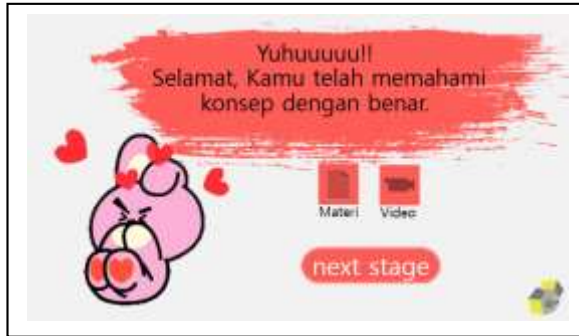 Yuhuuuuu!!
Selamat, Kamu telah memahami
konsep dengan benar.
Materi Video
next stage